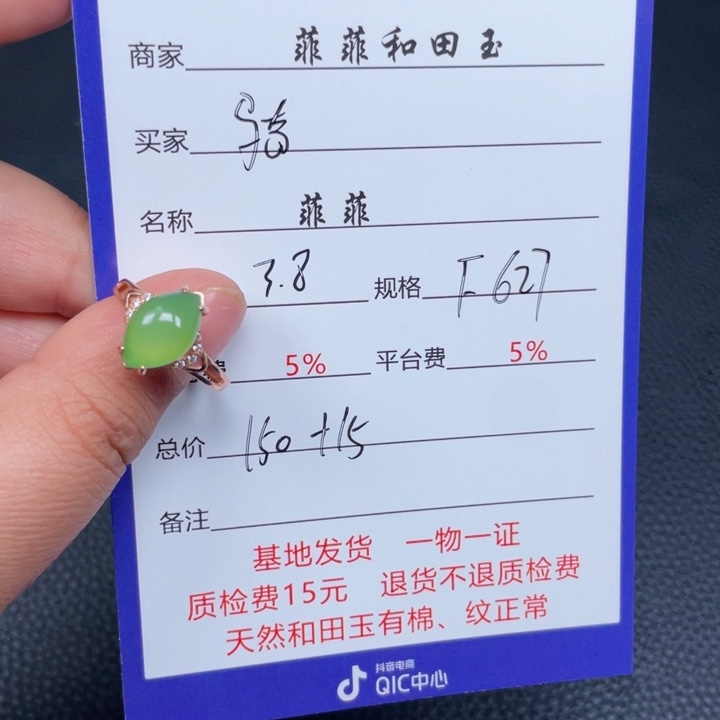 商家 菲菲和田玉
买家
名称 菲菲
3.8 规格 F627
费 5% 平台费 5%
总价 150+15
备注
基地发货 一物一证
质检费15元 退货不退质检费
天然和田玉有棉、纹正常
抖音电商
QIC中心